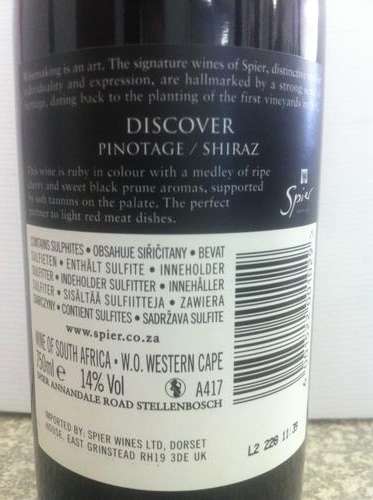 Winemaking is an art. The signature wines of Spier, distinctive
individuality and expression, are hallmarked by a strong
heritage, dating back to the planting of the first vineyards
DISCOVER
PINOTAGE / SHIRAZ
This wine is ruby in colour with a medley of ripe
cherry and sweet black prune aromas, supported
by soft tannins on the palate. The perfect
partner to light red meat dishes.
Spier
CONTAINS SULPHITES • OBSAHUJE SIŘIČITANY • BEVAT
SULFIETEN • ENTHÄLT SULFITE • INNEHOLDER
SULFITTER • INDEHOLDER SULFITTER • INNEHÅLLER
SULFITER • SISÄLTÄÄ SULFIITTEJA • ZAWIERA
SIARCZYNY • CONTIENT SULFITES • SADRŽAVA SULFITE
www.spier.co.za
WINE OF SOUTH AFRICA • W.O. WESTERN CAPE
750ml e 14% Vol A417
SPIER ANNANDALE ROAD STELLENBOSCH
IMPORTED BY: SPIER WINES LTD, DORSET
HOUSE, EAST GRINSTEAD RH19 3DE UK
L2 228 11:35